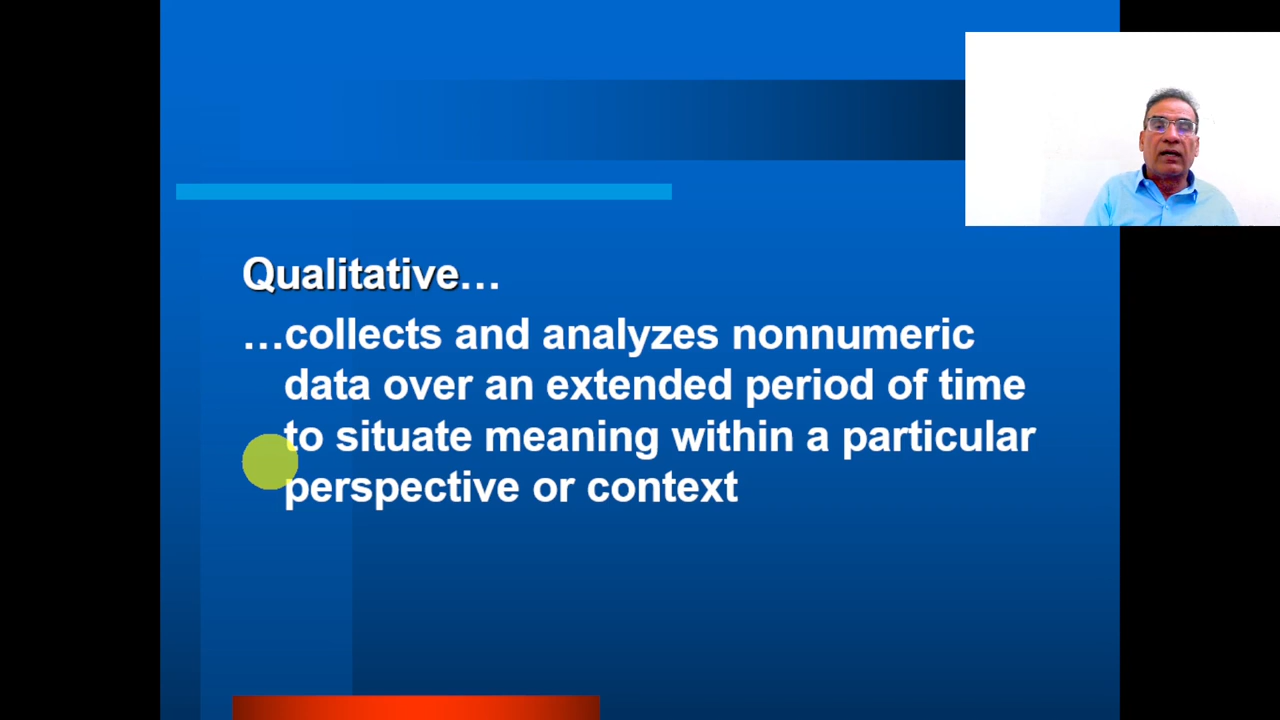 Qualitative…
…collects and analyzes nonnumeric
data over an extended period of time
to situate meaning within a particular
perspective or context